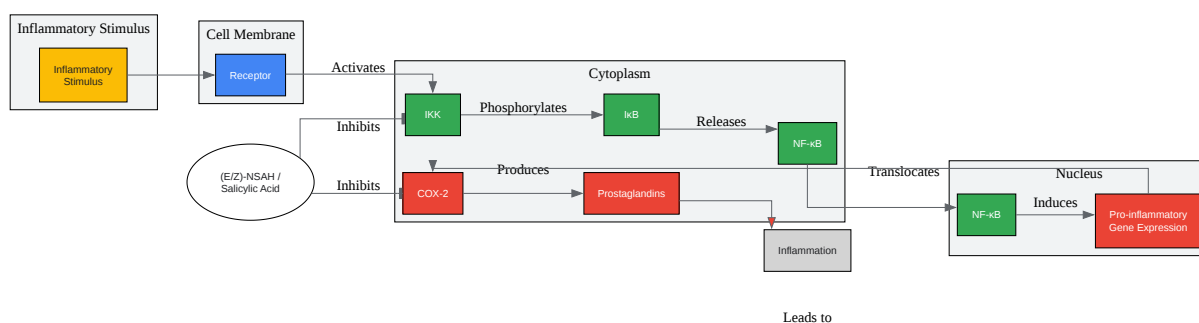 Inflammatory Stimulus
Inflammatory
Stimulus
Cell Membrane
Receptor
Activates
Cytoplasm
IKK
Phosphorylates
IκB
Releases
NF-κB
Inhibits
(E/Z)-NSAH /
Salicylic Acid
Inhibits
COX-2
Produces
Prostaglandins
Translocates
Nucleus
NF-κB
Induces
Pro-inflammatory
Gene Expression
Inflammation
Leads to